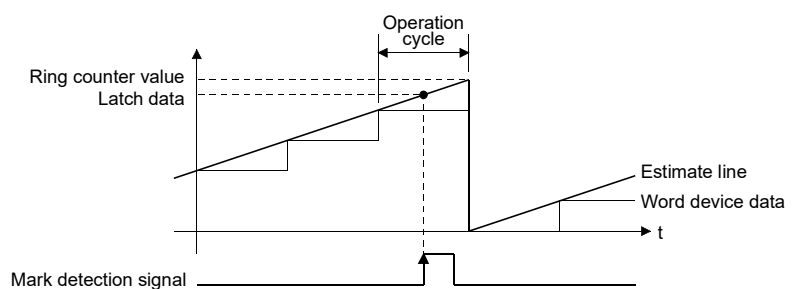 Operation
cycle
Ring counter value
Latch data
Estimate line
Word device data
t
Mark detection signal